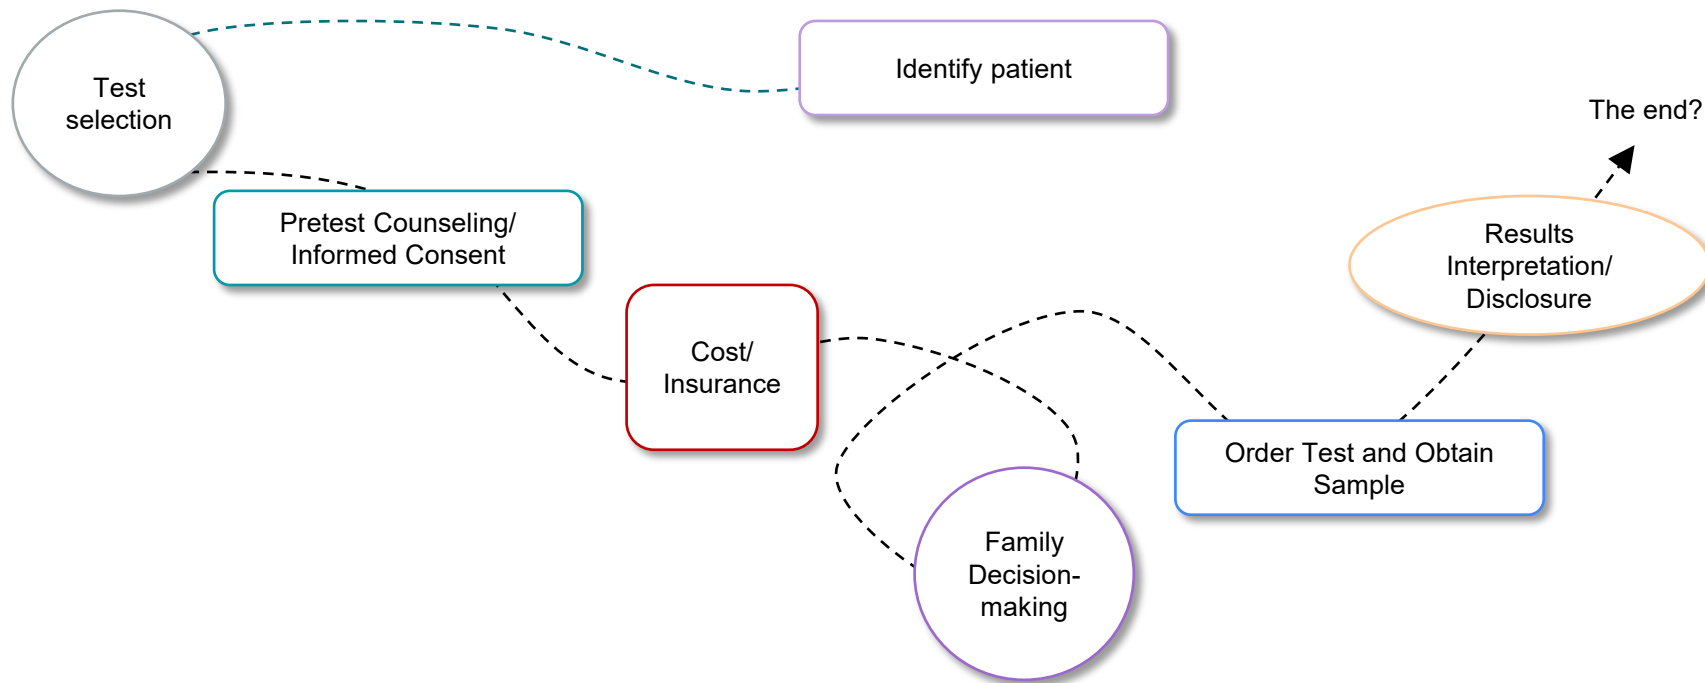 Test
selection
Identify patient
The end?
Pretest Counseling/
Informed Consent
Results
Interpretation/
Disclosure
Cost/
Insurance
Order Test and Obtain
Sample
Family
Decision-
making